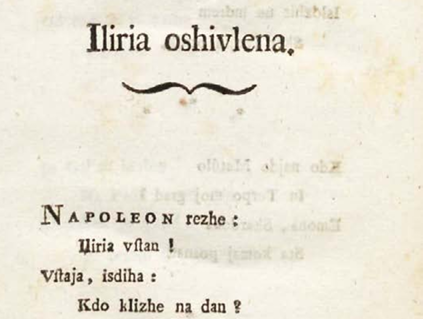 Iliria oshivlena.
NAPOLEON rezhe :
Iliria vſtan !
Vſtaja , isdiha :
Kdo klizhe na dan ?